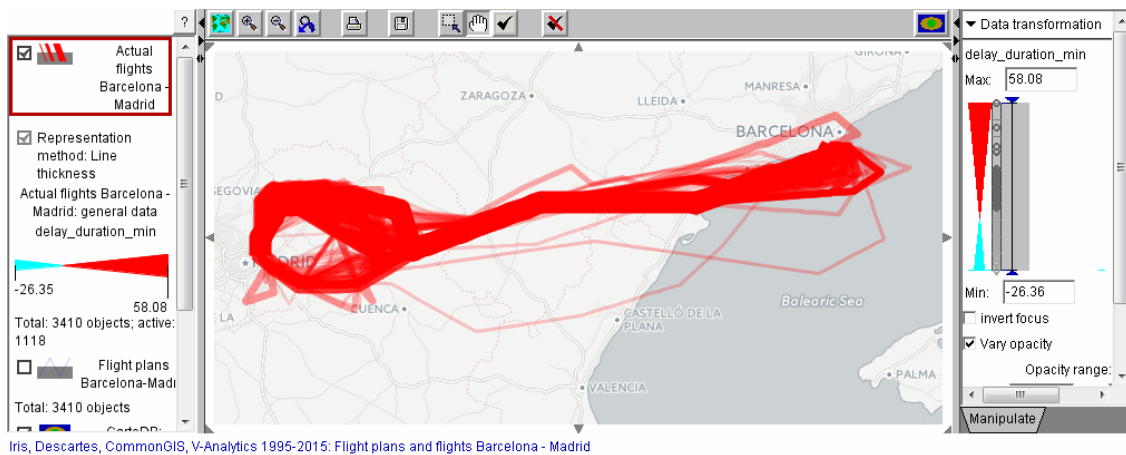 ?
Actual
flights
Barcelona -
Madrid
Representation
method: Line
thickness
Actual flights Barcelona -
Madrid: general data
delay_duration_min
-26.35
58.08
Total: 3410 objects; active:
1118
Flight plans
Barcelona-Madri
Total: 3410 objects
CartoDB:
GIRONA
MANRESA
ZARAGOZA
LLEIDA
BARCELONA
SEGOVIA
MADRID
CUENCA
LA
CASTELLÓ DE LA
PLANA
Balearic Sea
VALENCIA
PALMA
Data transformation
delay_duration_min
Max: 58.08
Min: -26.36
invert focus
Vary opacity
Opacity range:
Manipulate
Iris, Descartes, CommonGIS, V-Analytics 1995-2015: Flight plans and flights Barcelona - Madrid